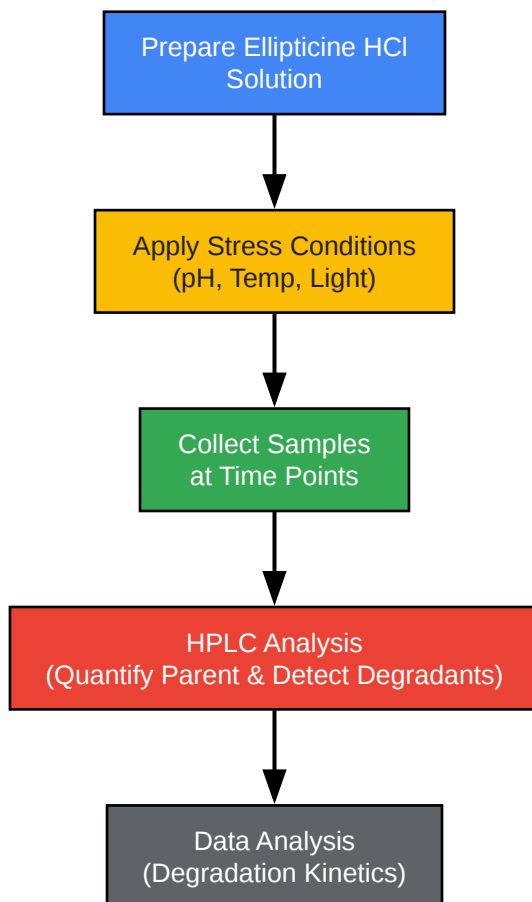 Prepare Ellipticine HCl
Solution
Apply Stress Conditions
(pH, Temp, Light)
Collect Samples
at Time Points
HPLC Analysis
(Quantify Parent & Detect Degradants)
Data Analysis
(Degradation Kinetics)